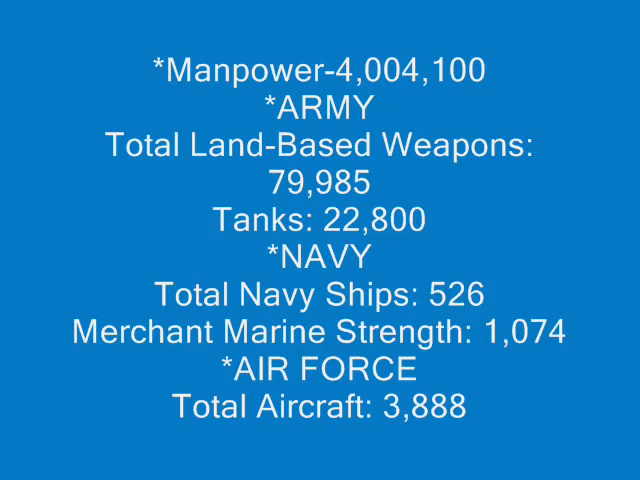 *Manpower-4,004,100
*ARMY
Total Land-Based Weapons:
79,985
Tanks: 22,800
*NAVY
Total Navy Ships: 526
Merchant Marine Strength: 1,074
*AIR FORCE
Total Aircraft: 3,888